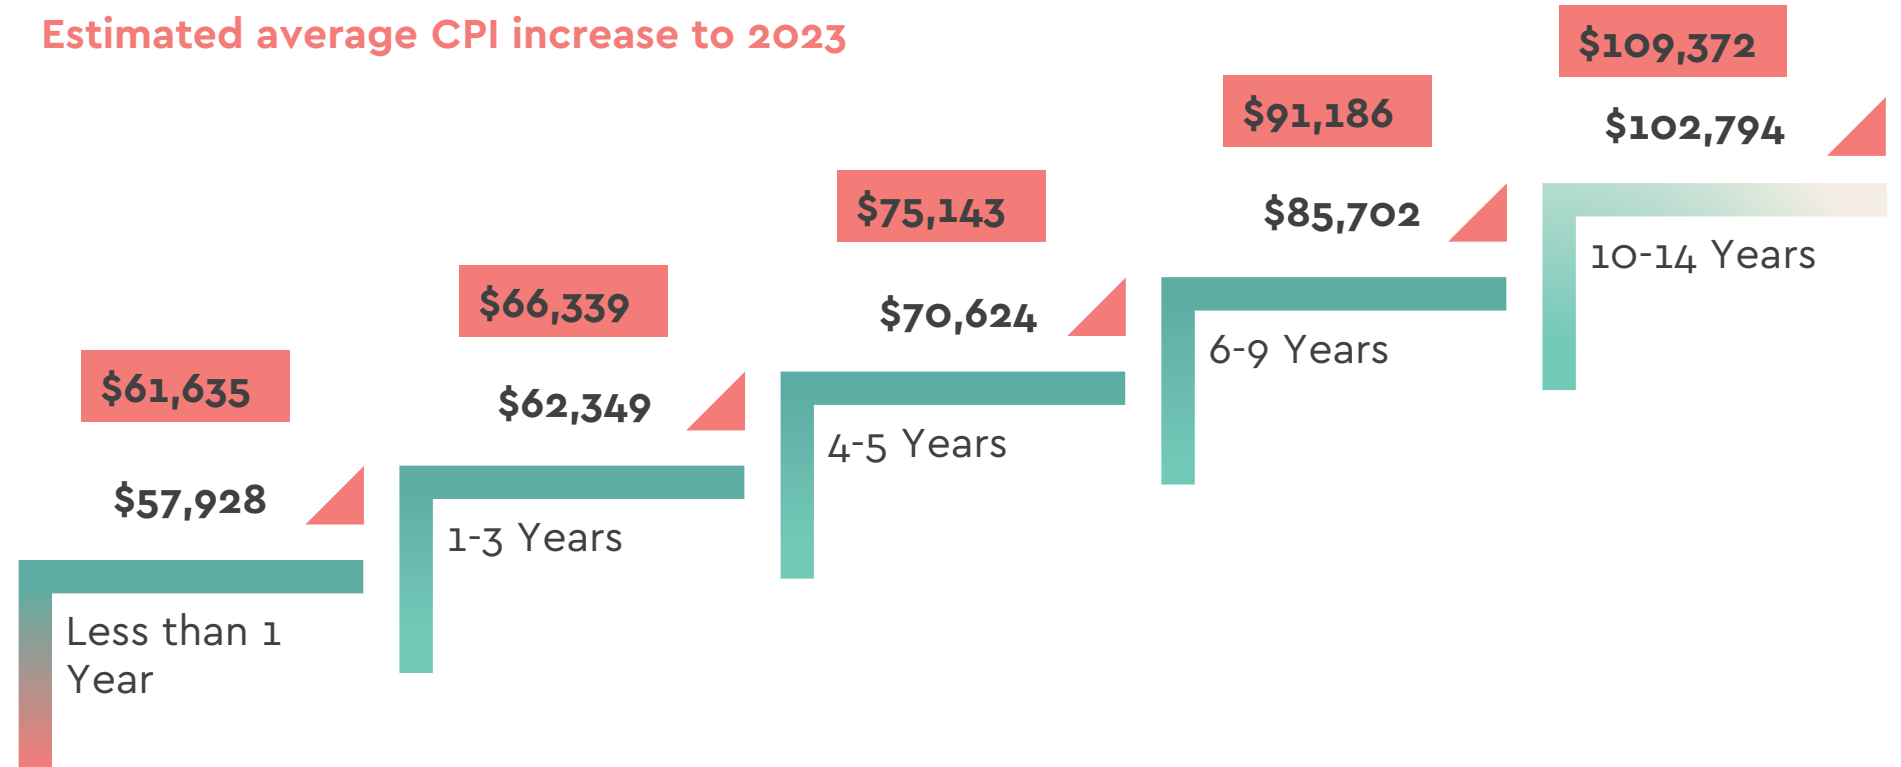 Estimated average CPI increase to 2023
$61,635
$57,928
Less than 1
Year
$66,339
$62,349
1-3 Years
$75,143
$70,624
4-5 Years
$91,186
$85,702
6-9 Years
$109,372
$102,794
10-14 Years